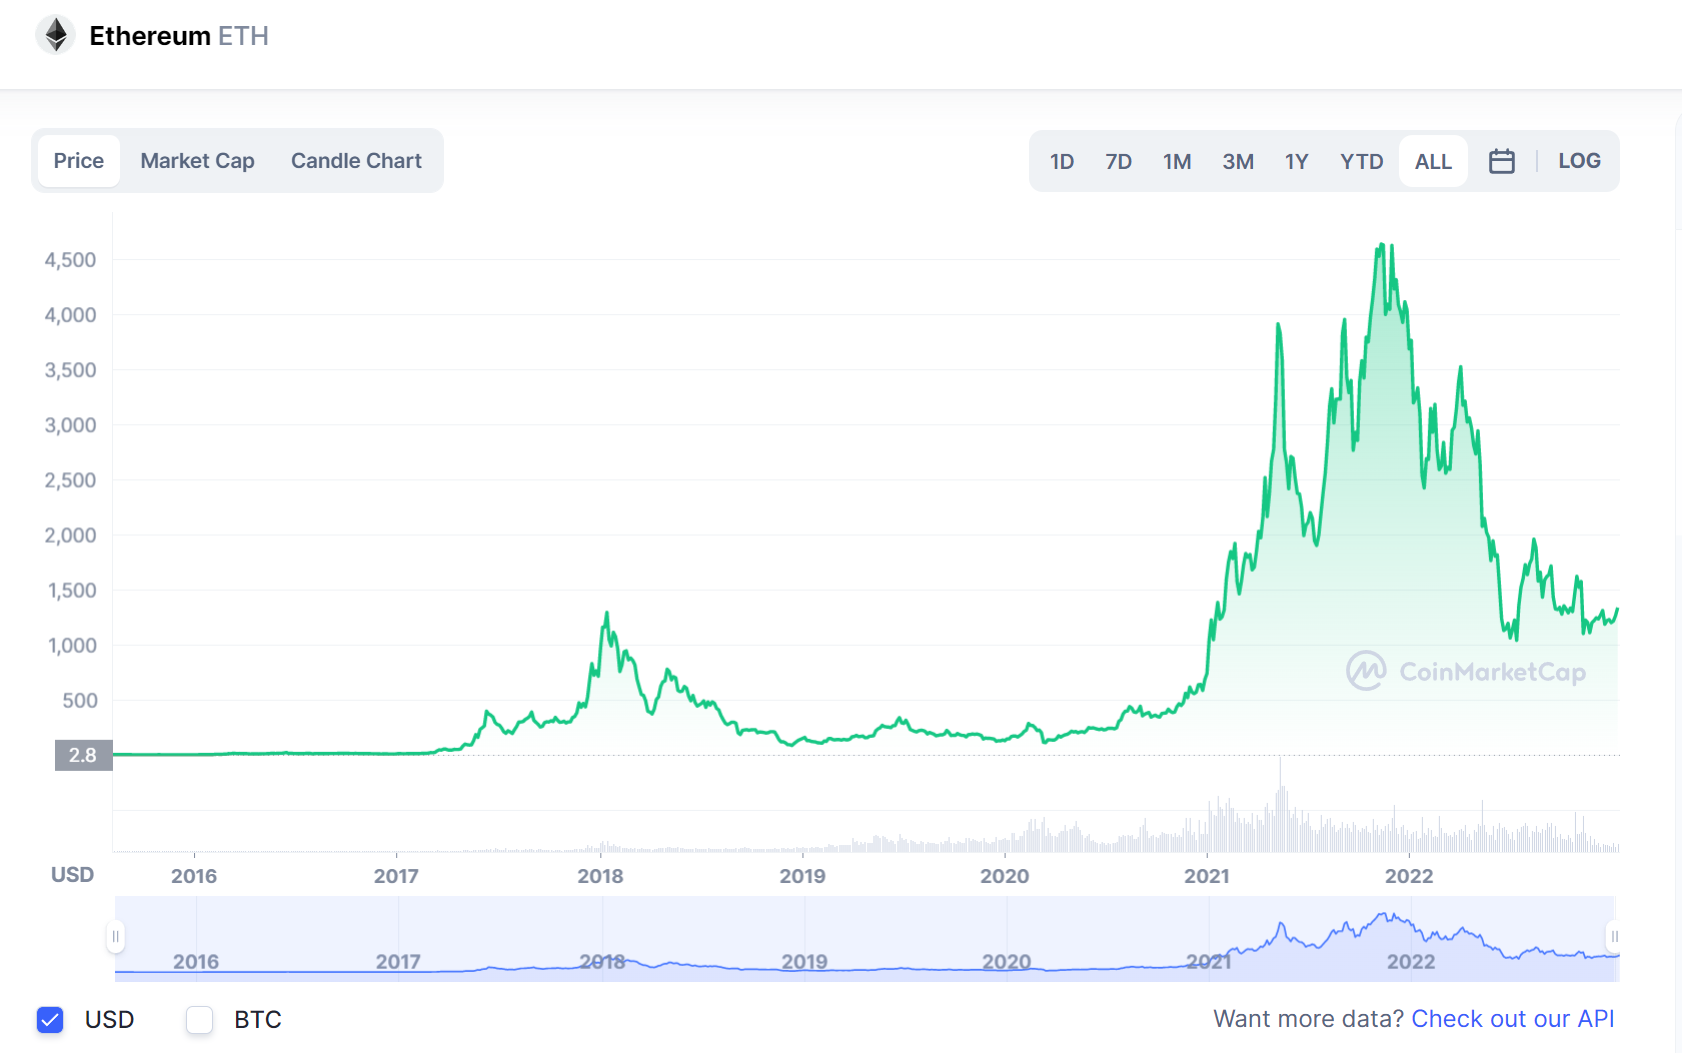 Ethereum ETH
Price Market Cap Candle Chart
1D 7D 1M 3M 1Y YTD ALL LOG
4,500
4,000
3,500
3,000
2,500
2,000
1,500
1,000
CoinMarketCap
500
2.8
USD 2016 2017 2018 2019 2020 2021 2022
2016 2017 2018 2019 2020 2021 2022
USD BTC Want more data? Check out our API